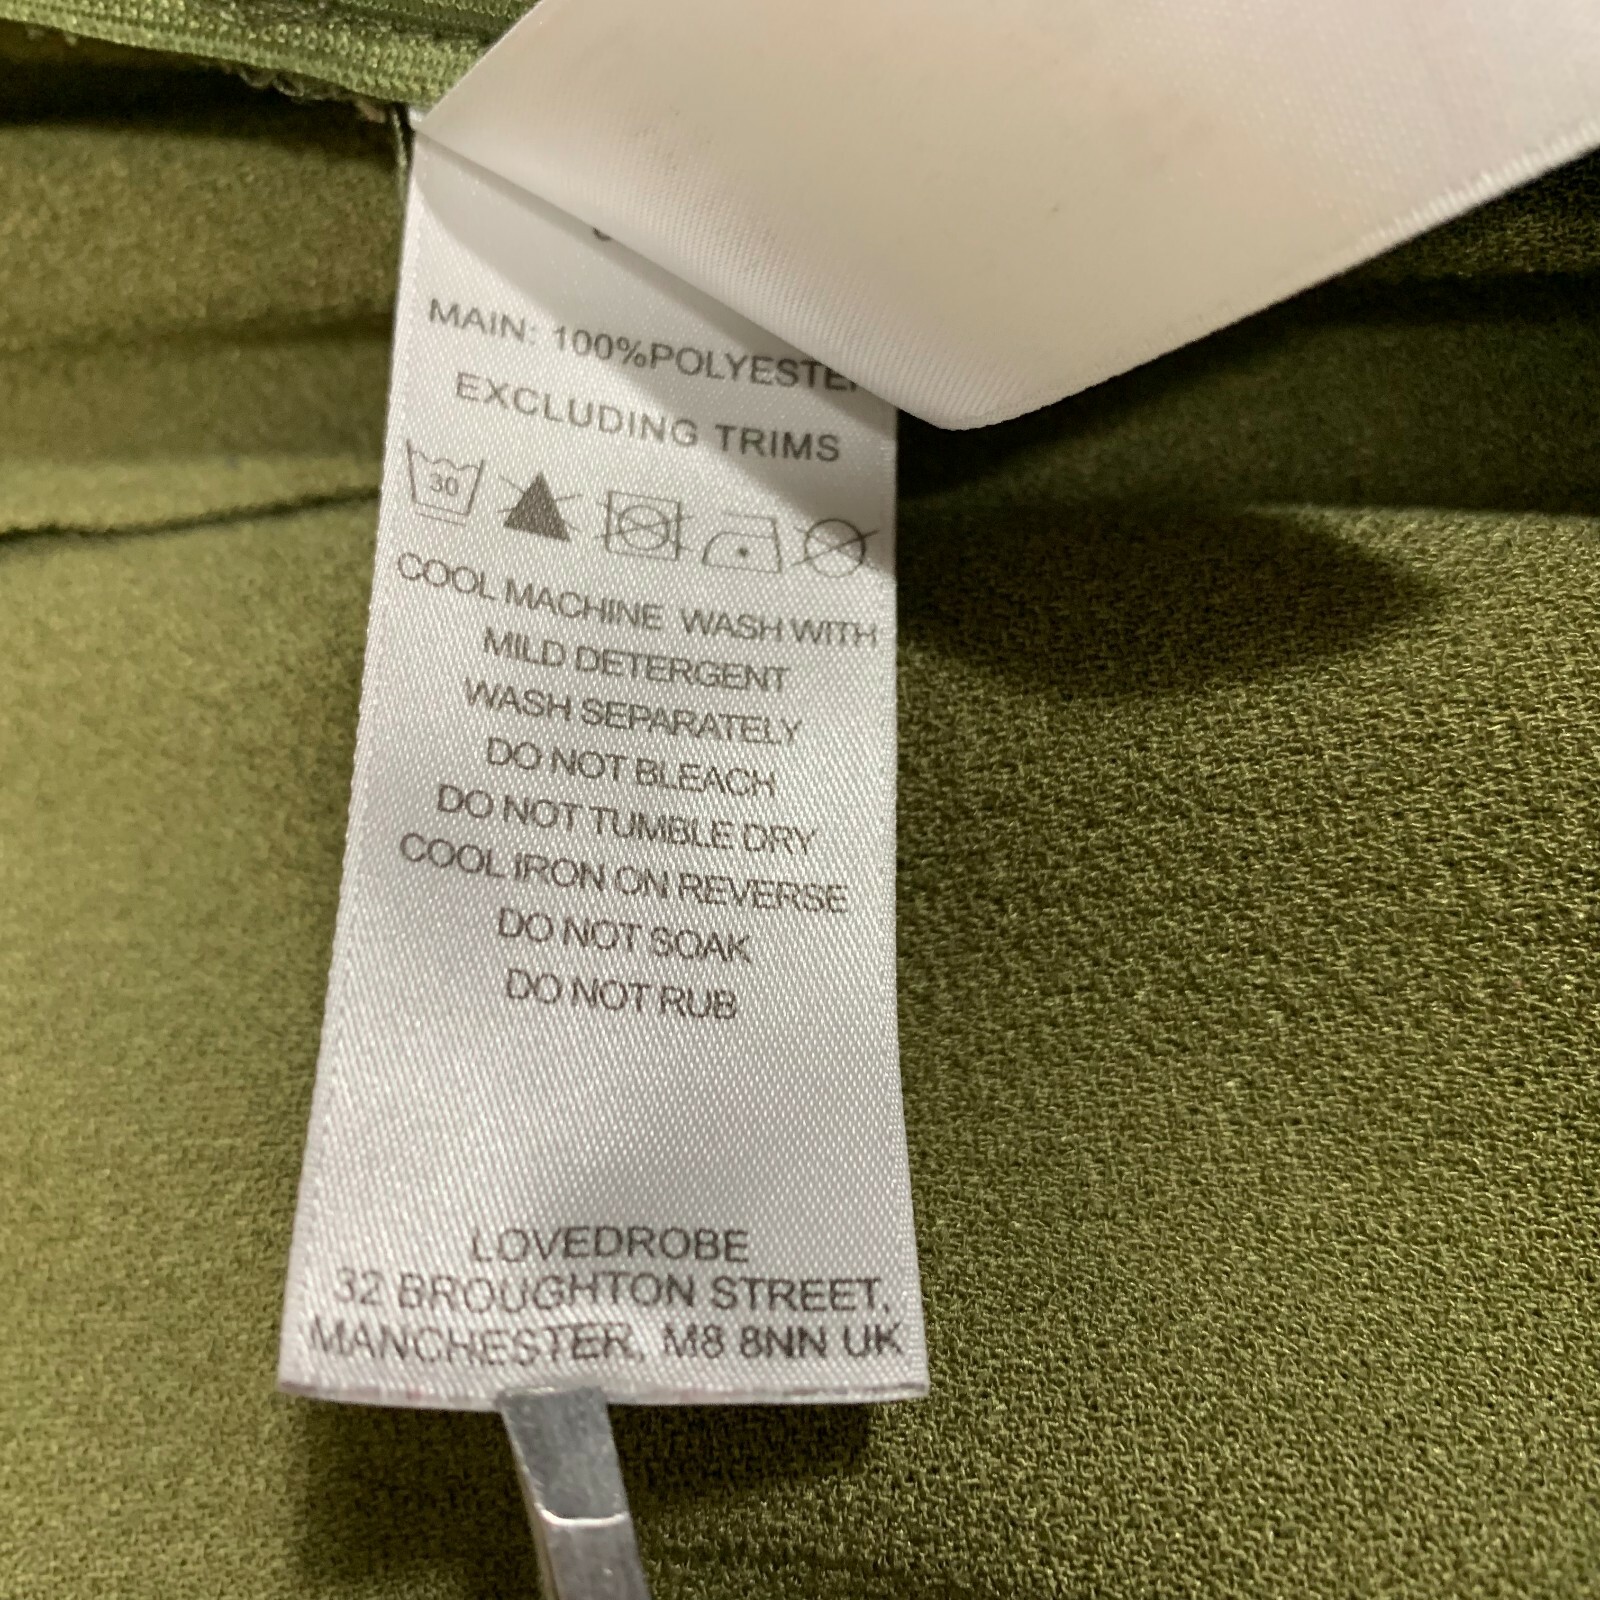 MAIN: 100%POLYESTER
EXCLUDING TRIMS
30
COOL MACHINE WASH WITH
MILD DETERGENT
WASH SEPARATELY
DO NOT BLEACH
DO NOT TUMBLE DRY
COOL IRON ON REVERSE
DO NOT SOAK
DO NOT RUB
LOVEDROBE
32 BROUGHTON STREET,
MANCHESTER, M8 8NN UK